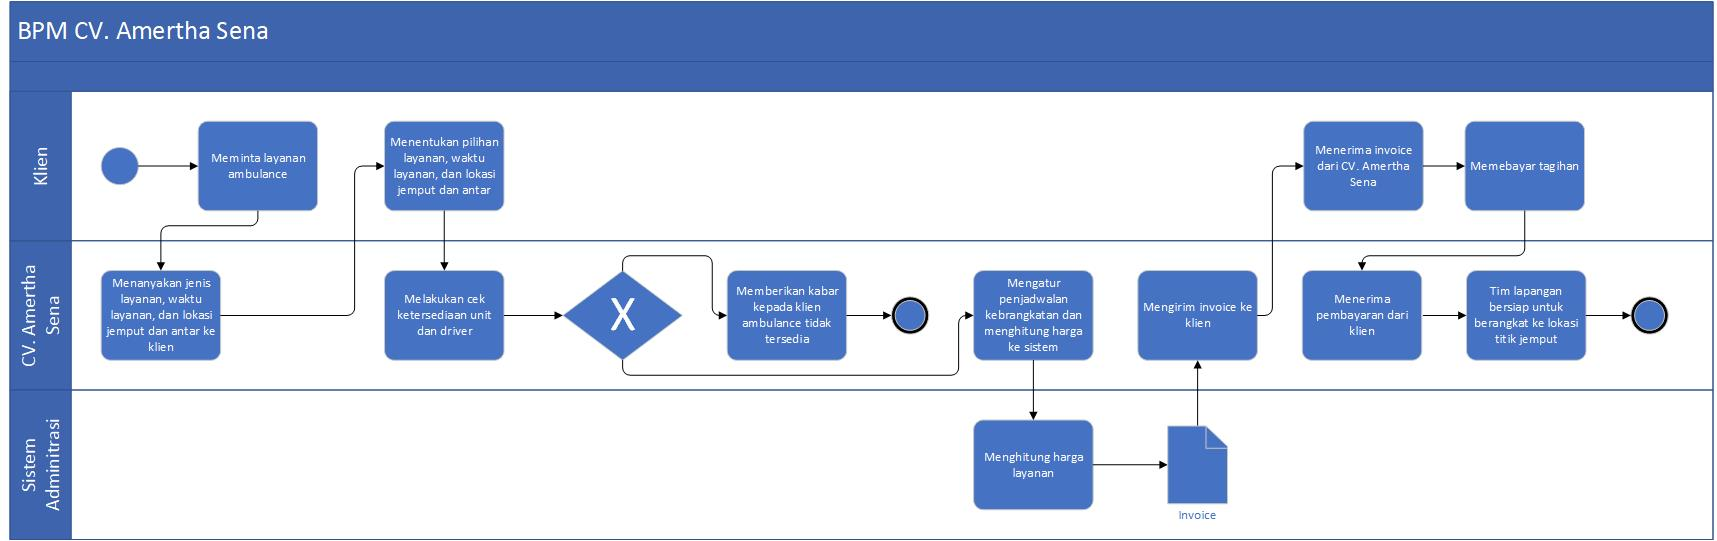 BPM CV. Amertha Sena
Klien
Meminta layanan
ambulance
Menentukan pilihan
layanan, waktu
layanan, dan lokasi
jemput dan antar
Menerima invoice
dari CV. Amertha
Sena
Memebayar tagihan
CV. Amertha
Sena
Menanyakan jenis
layanan, waktu
layanan, dan lokasi
jemput dan antar ke
klien
Melakukan cek
ketersediaan unit
dan driver
X
Memberikan kabar
kepada klien
ambulance tidak
tersedia
Mengatur
penjadwalan
kebrangkatan dan
menghitung harga
ke sistem
Mengirim invoice ke
klien
Menerima
pembayaran dari
klien
Tim lapangan
bersiap untuk
berangkat ke lokasi
titik jemput
Sistem
Adminitrasi
Menghitung harga
layanan
Invoice